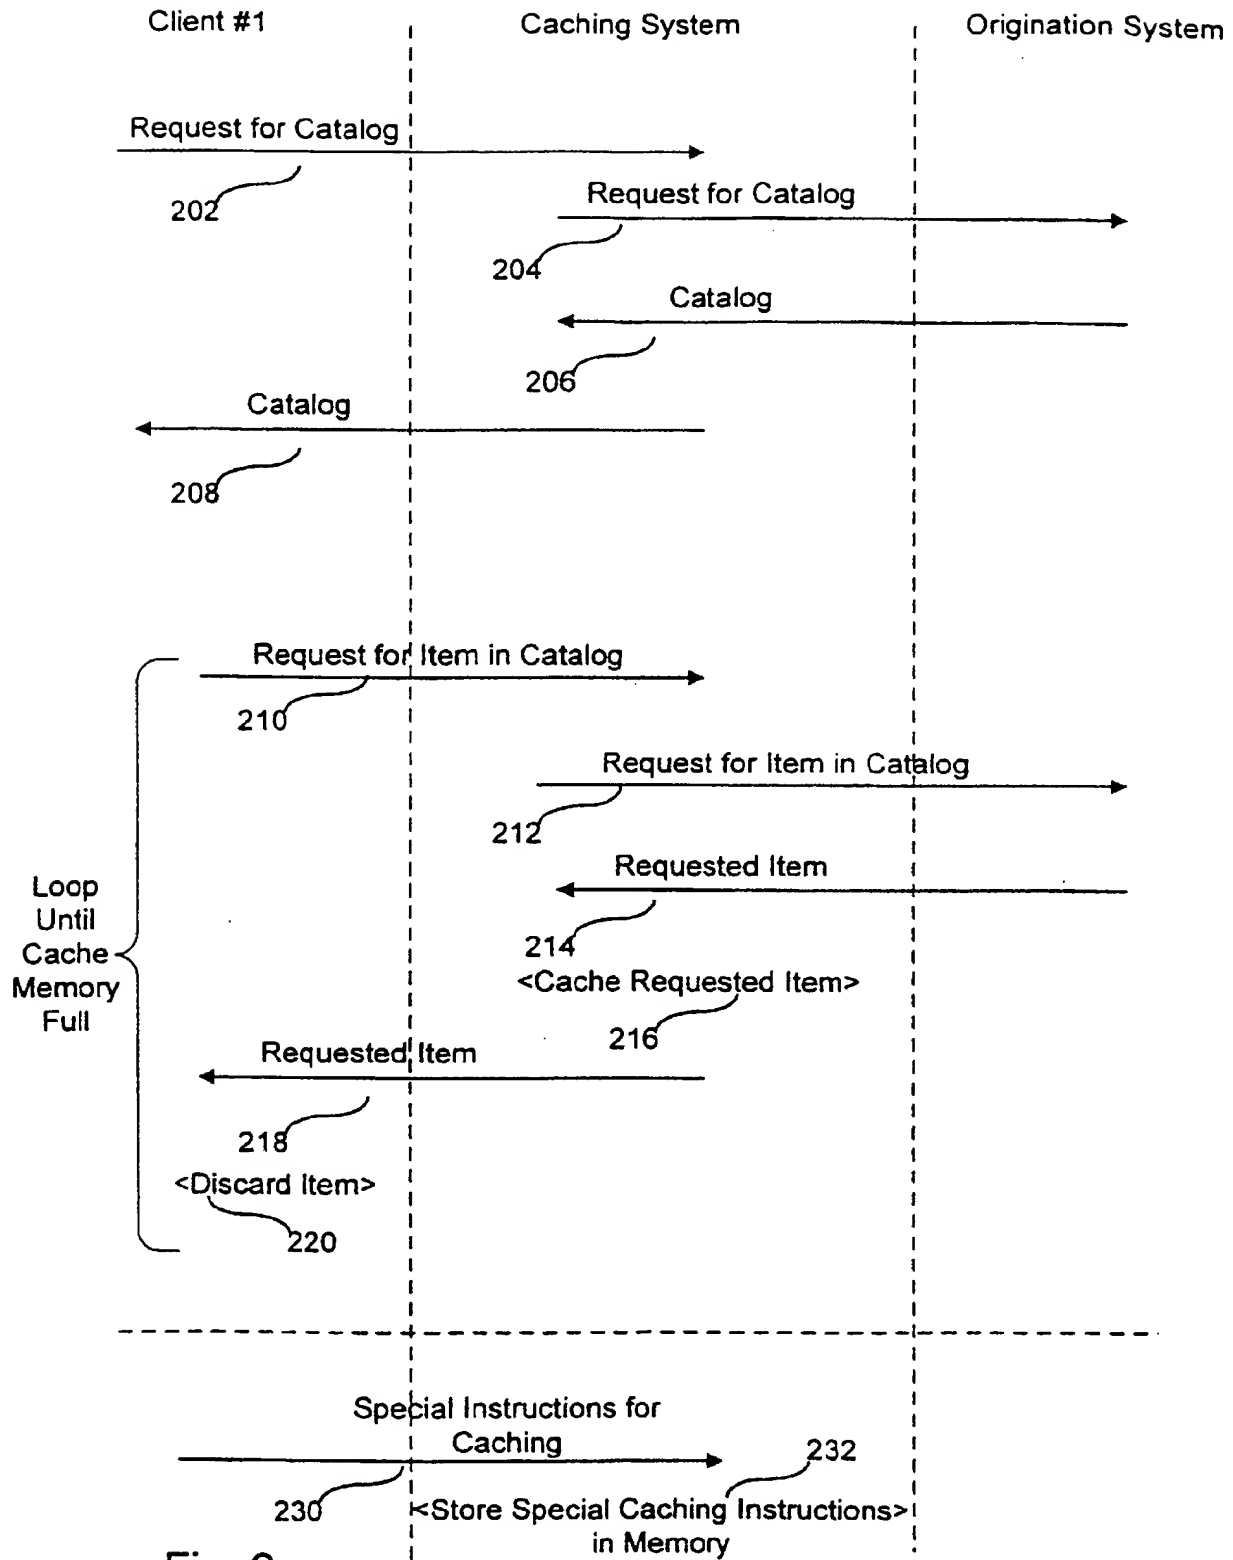 Client #1
Caching System
Origination System
Request for Catalog
202
Request for Catalog
204
Catalog
206
Catalog
208
Request for Item in Catalog
210
Request for Item in Catalog
212
Requested Item
214
<Cache Requested Item>
216
Loop
Until
Cache
Memory
Full
Requested Item
218
<Discard Item>
220
Special Instructions for
Caching
230
232
<Store Special Caching Instructions>
in Memory